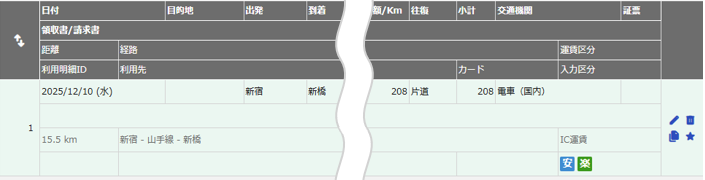 日付 目的地 出発 到着 額/Km 往復 小計 交通機関 証票
領収書/請求書
距離 経路 運賃区分
利用明細ID 利用先 カード 入力区分
1 2025/12/10 (水) 新宿 新橋 208 片道 208 電車（国内）
15.5 km 新宿 - 山手線 - 新橋 IC運賃
安 楽